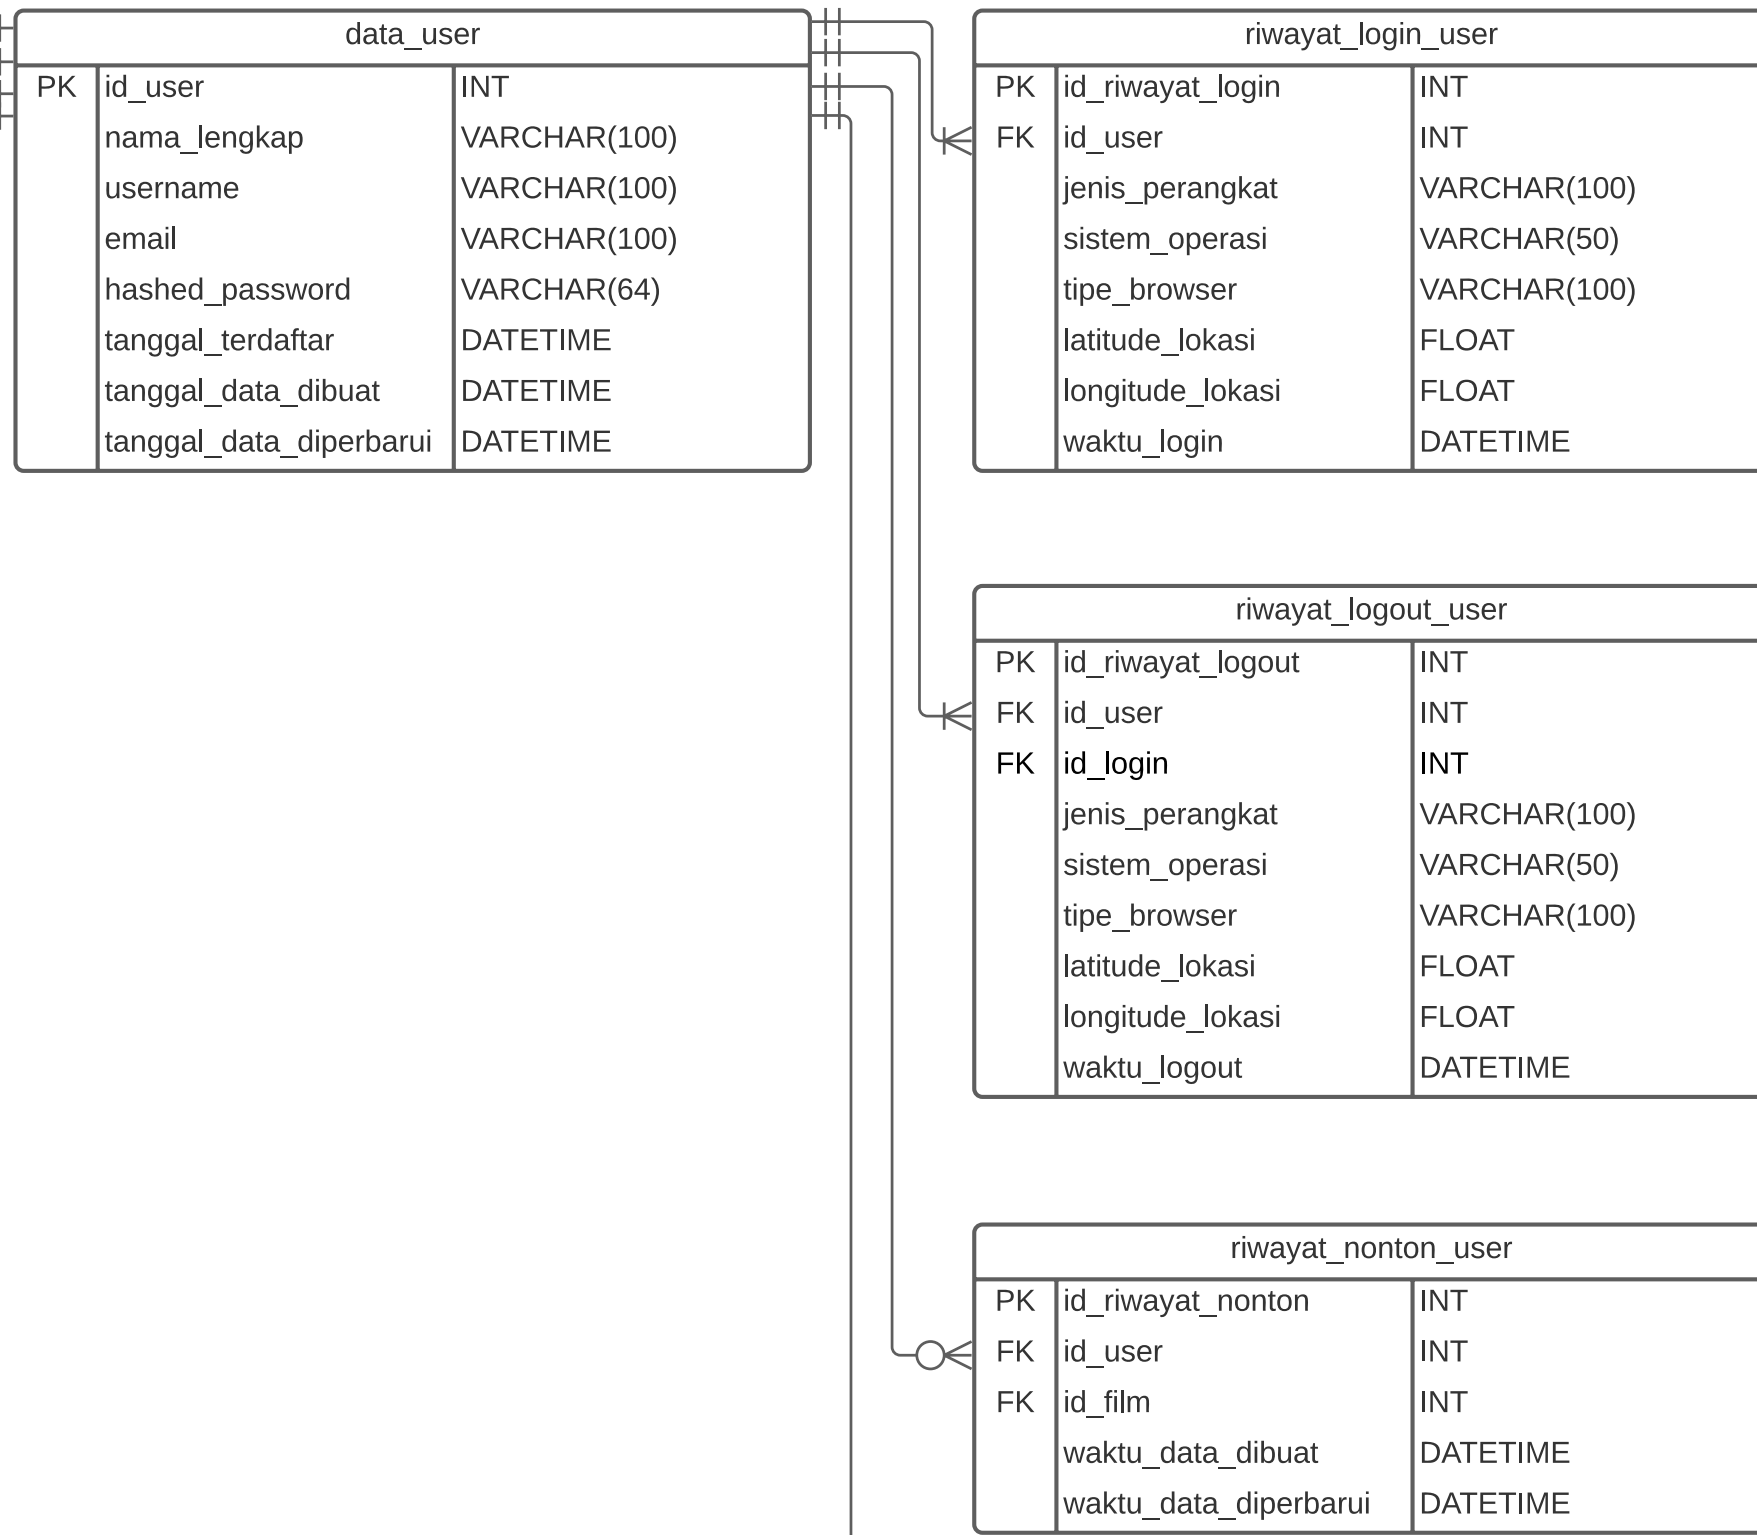 data_user
PK id_user INT
nama_lengkap VARCHAR(100)
username VARCHAR(100)
email VARCHAR(100)
hashed_password VARCHAR(64)
tanggal_terdaftar DATETIME
tanggal_data_dibuat DATETIME
tanggal_data_diperbarui DATETIME
riwayat_login_user
PK id_riwayat_login INT
FK id_user INT
jenis_perangkat VARCHAR(100)
sistem_operasi VARCHAR(50)
tipe_browser VARCHAR(100)
latitude_lokasi FLOAT
longitude_lokasi FLOAT
waktu_login DATETIME
riwayat_logout_user
PK id_riwayat_logout INT
FK id_user INT
FK id_login INT
jenis_perangkat VARCHAR(100)
sistem_operasi VARCHAR(50)
tipe_browser VARCHAR(100)
latitude_lokasi FLOAT
longitude_lokasi FLOAT
waktu_logout DATETIME
riwayat_nonton_user
PK id_riwayat_nonton INT
FK id_user INT
FK id_film INT
waktu_data_dibuat DATETIME
waktu_data_diperbarui DATETIME